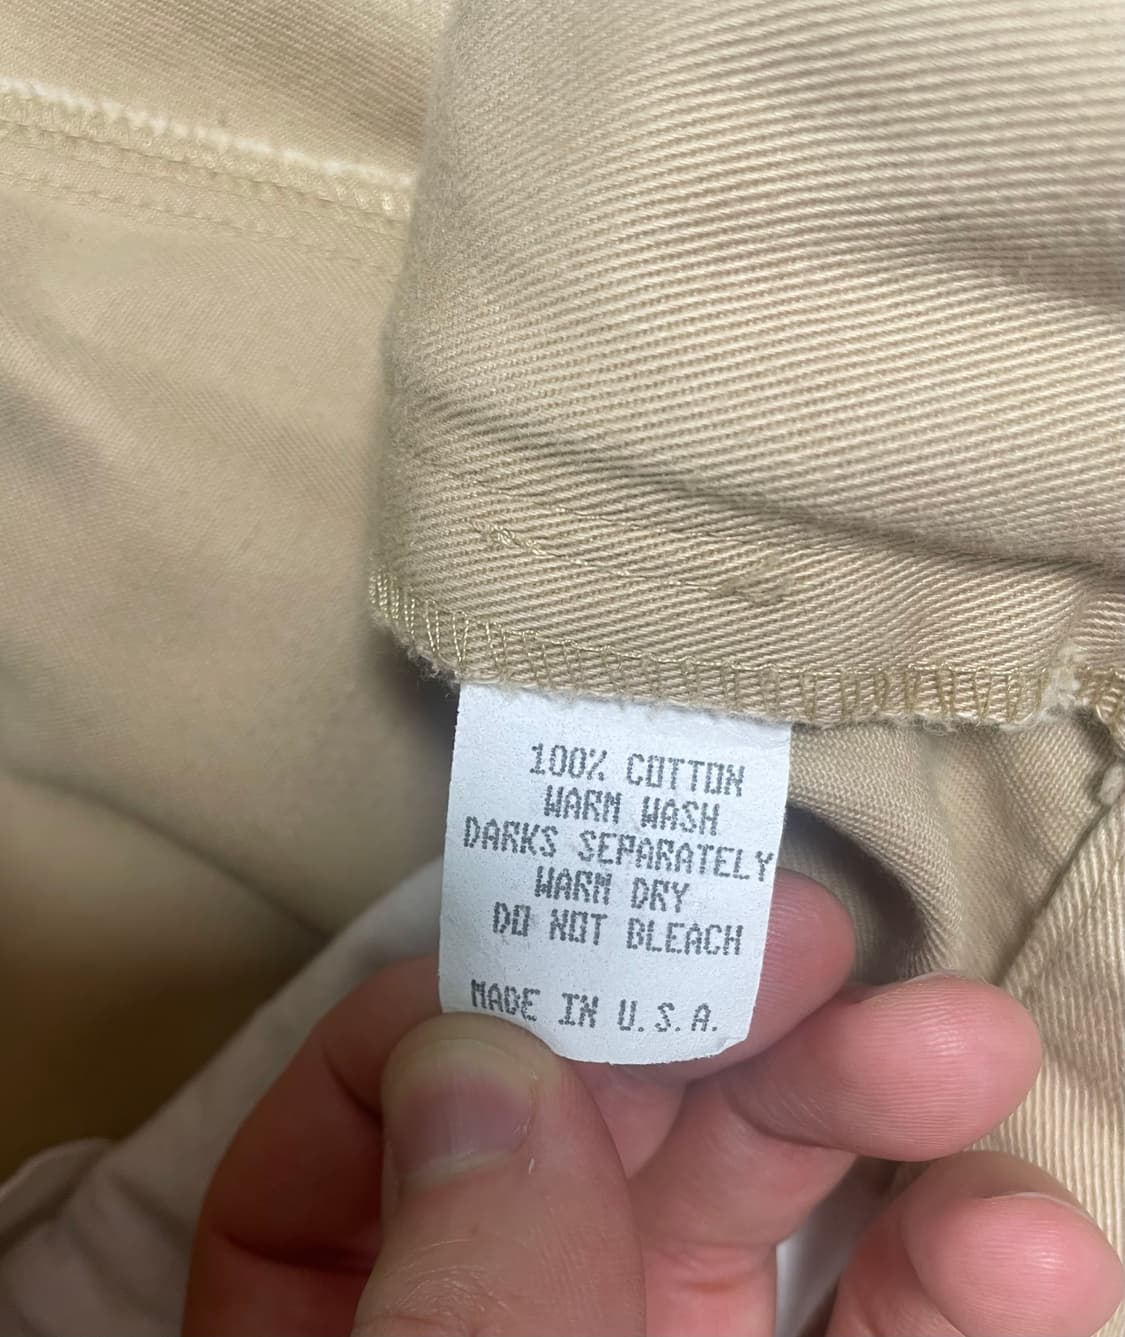 100% COTTON
WARM WASH
DARKS SEPARATELY
WARM DRY
DO NOT BLEACH
MADE IN U.S.A.